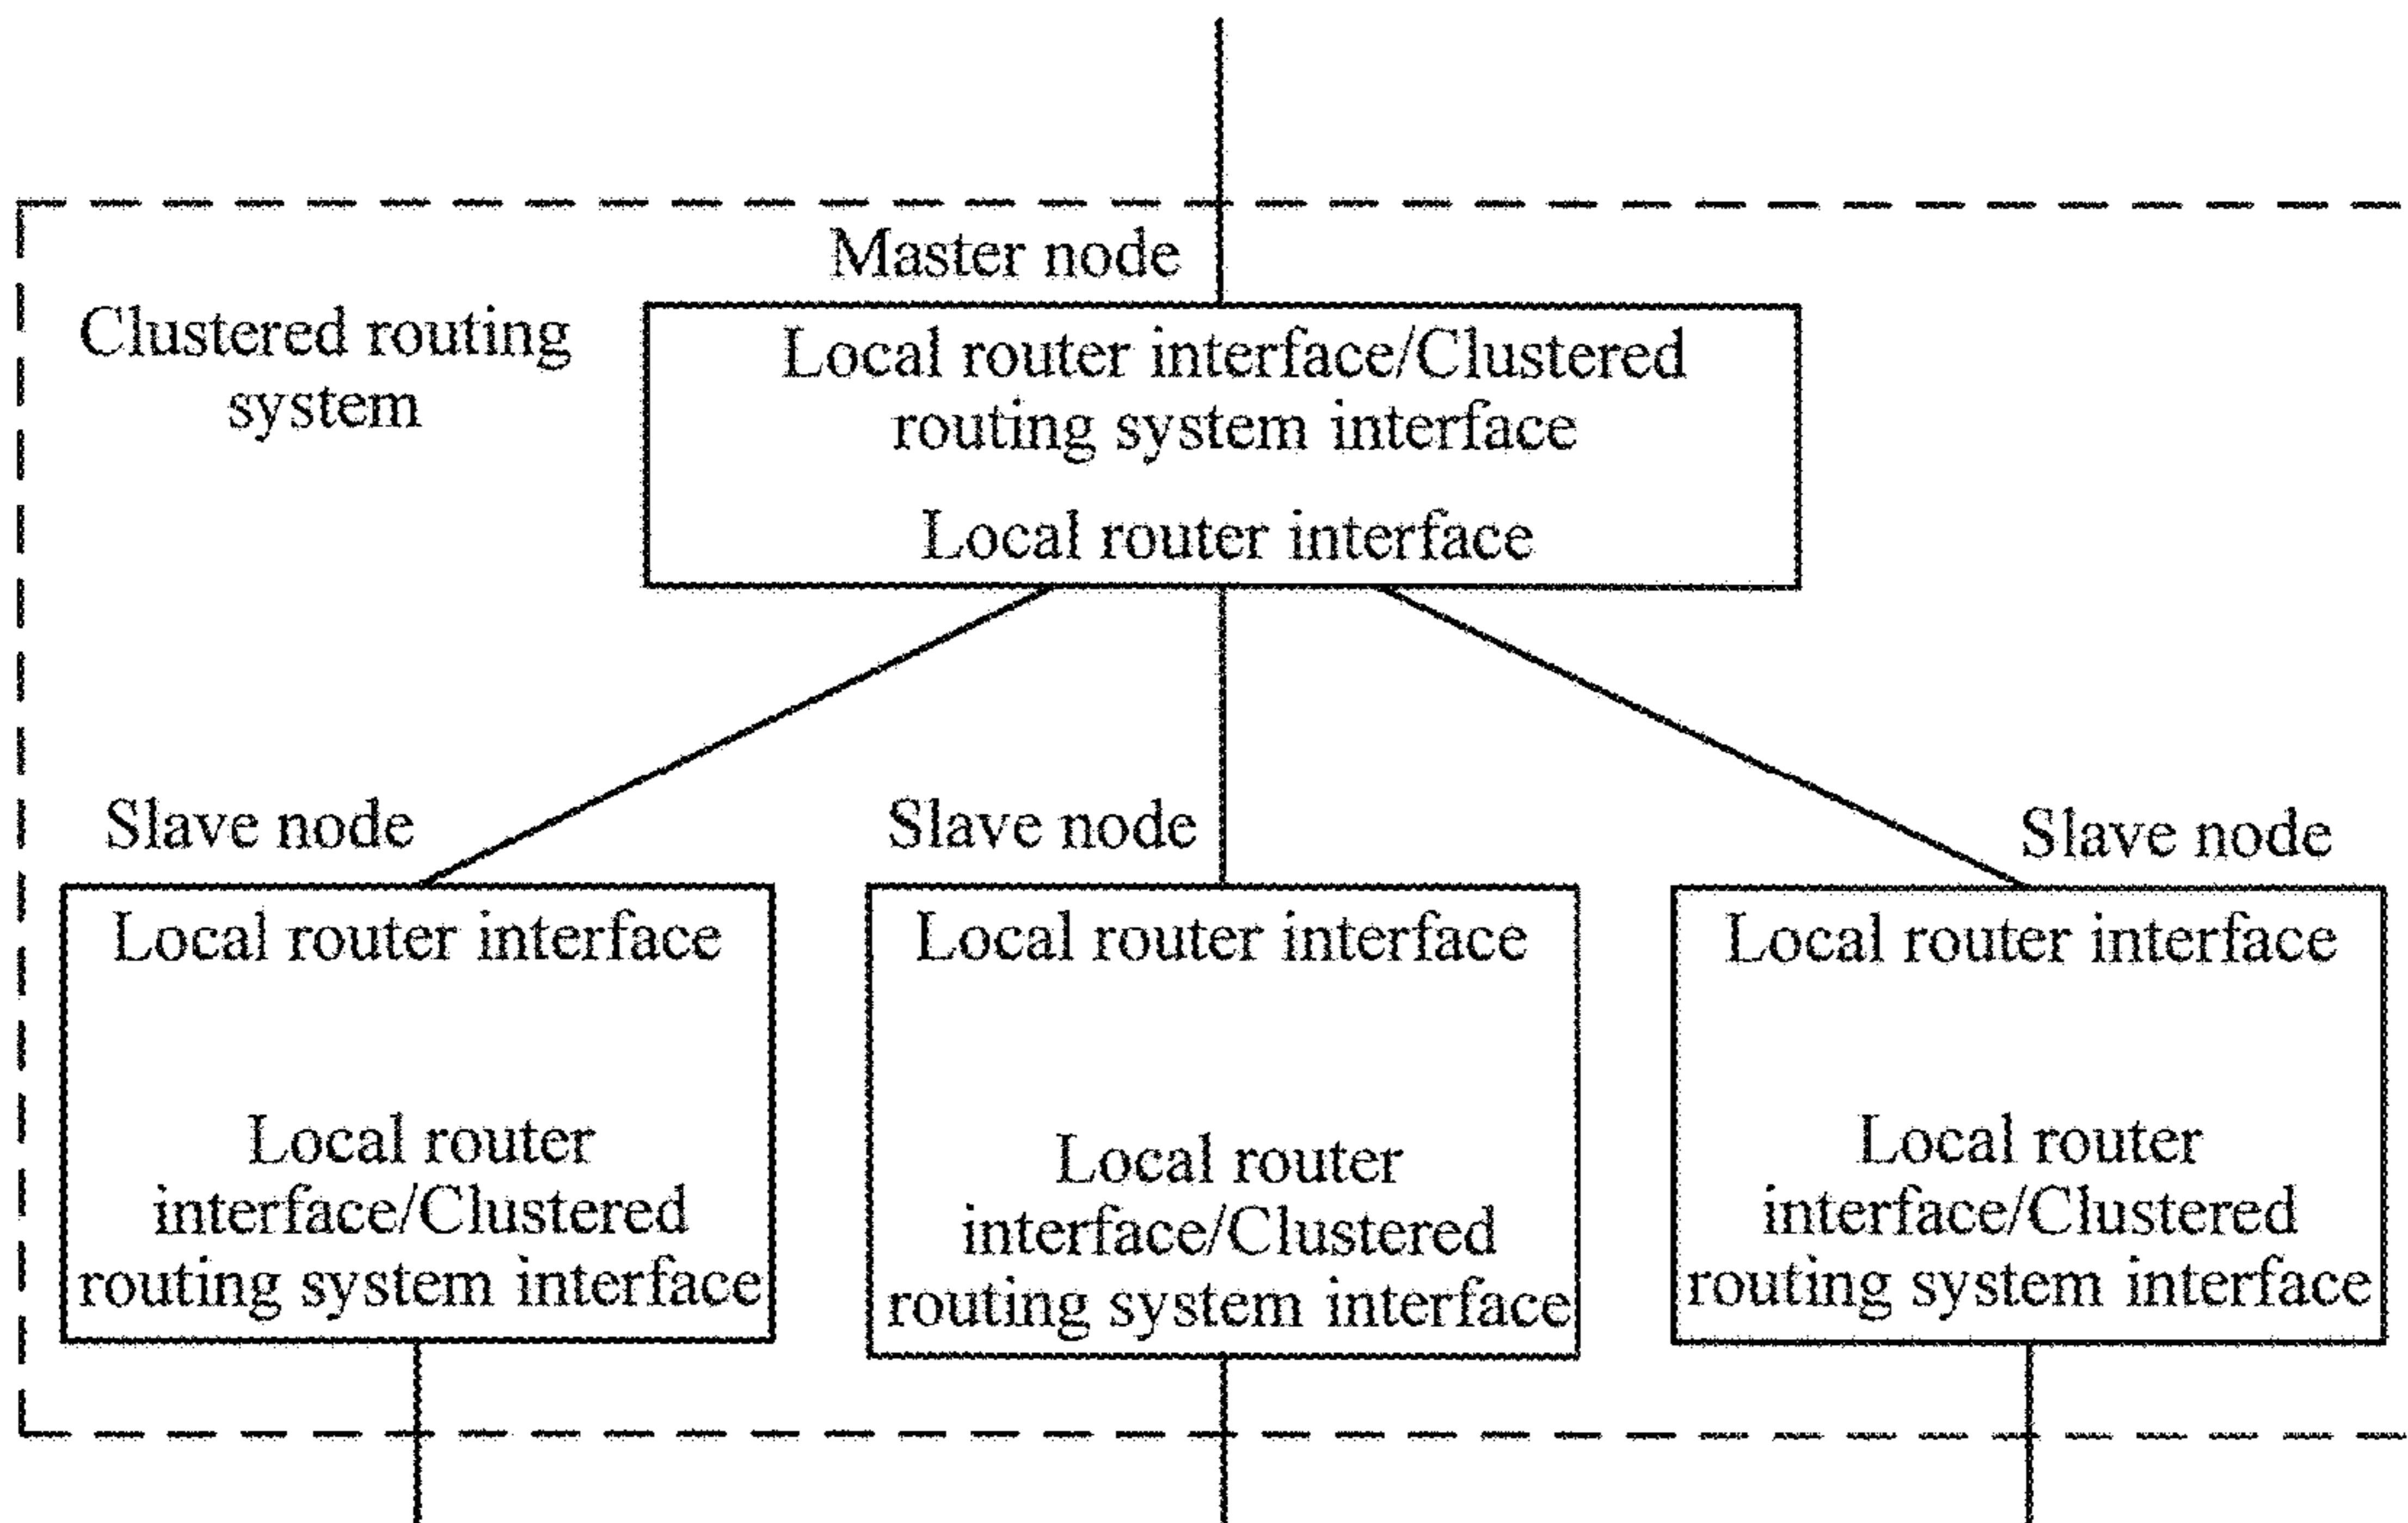 Master node
Clustered routing
system
Local router interface/Clustered
routing system interface
Local router interface
Slave node
Slave node
Slave node
Local router interface
Local router
interface/Clustered
routing system interface
Local router interface
Local router
interface/Clustered
routing system interface
Local router interface
Local router
interface/Clustered
routing system interface